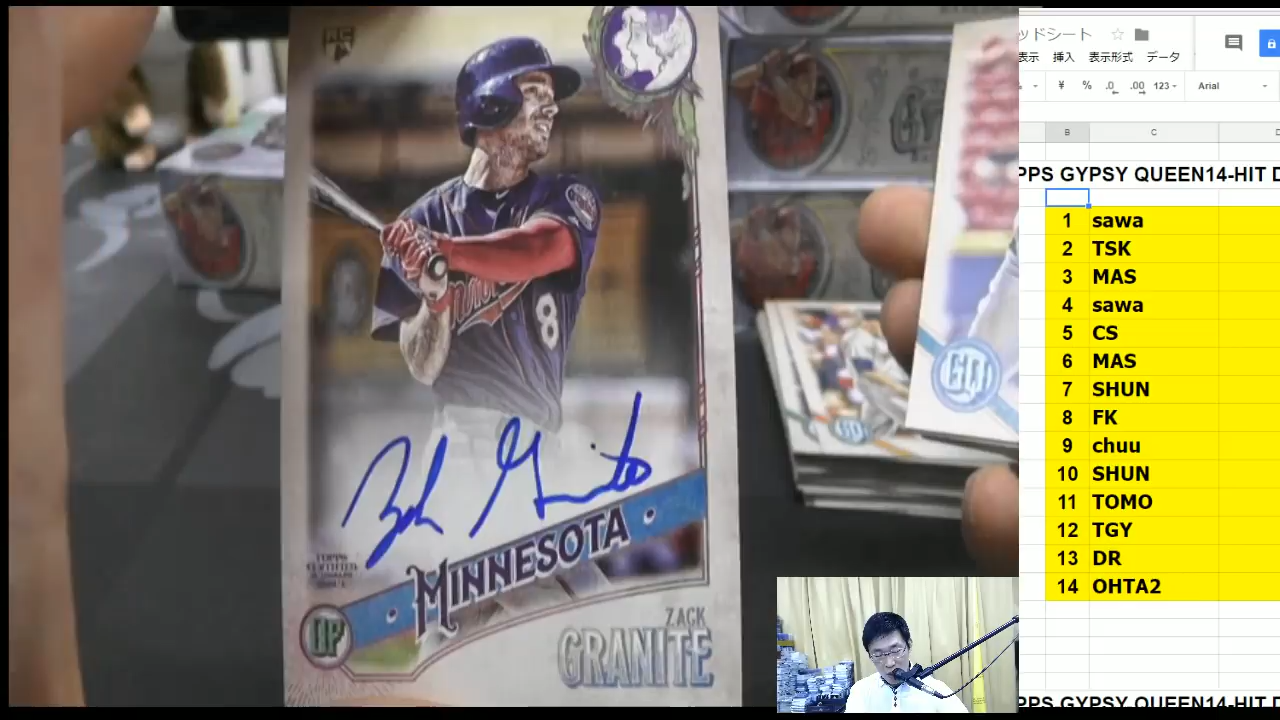 RC
8
MINNESOTA
OF
ZACK
GRANITE
GQ
GQ
ッドシート
表示 挿入 表示形式 データ
¥ % .0 .00 123 Arial
B C
PPS GYPSY QUEEN14-HIT D
1 sawa
2 TSK
3 MAS
4 sawa
5 CS
6 MAS
7 SHUN
8 FK
9 chuu
10 SHUN
11 TOMO
12 TGY
13 DR
14 OHTA2
PPS GYPSY QUEEN14-HIT D